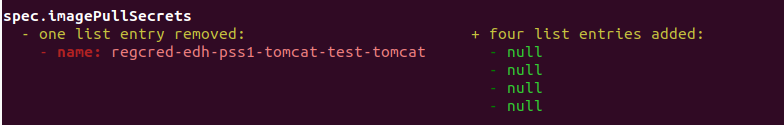 spec.imagePullSecrets
- one list entry removed: + four list entries added:
- name: regcred-edh-pss1-tomcat-test-tomcat - null
- null
- null
- null